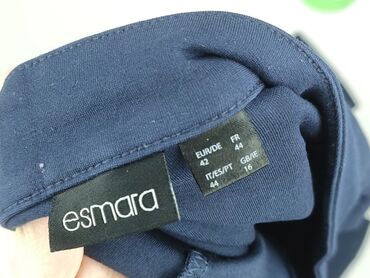 esmara
EUR/DE FR
42 44
IT/ES/PT GB/IE
44 16